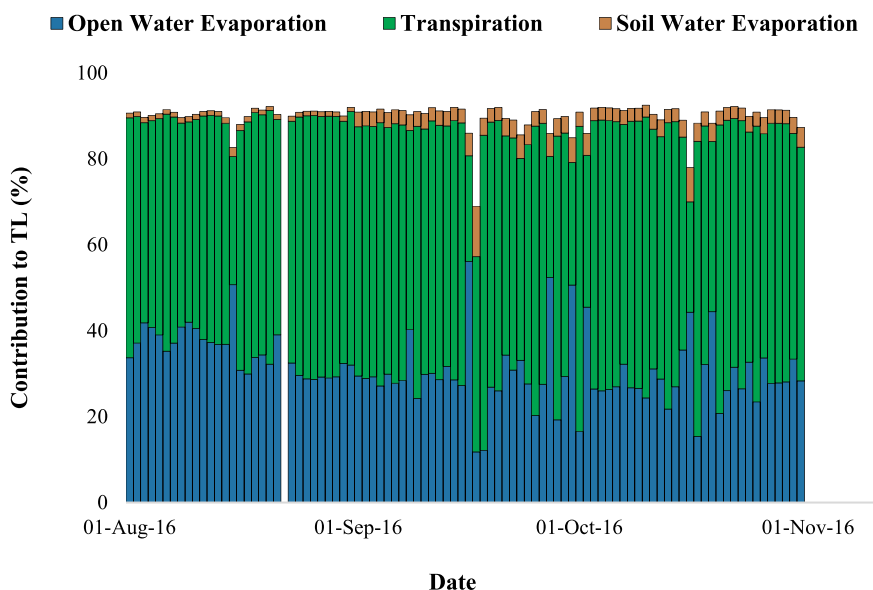 Open Water Evaporation Transpiration Soil Water Evaporation
100
80
60
40
20
0
Contribution to TL (%)
01-Aug-16 01-Sep-16 01-Oct-16 01-Nov-16
Date